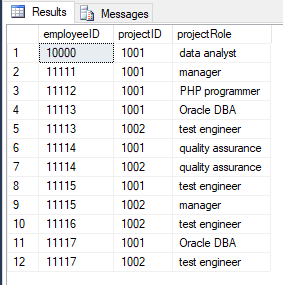 Results Messages
employeeID projectID projectRole
1 10000 1001 data analyst
2 11111 1001 manager
3 11112 1001 PHP programmer
4 11113 1001 Oracle DBA
5 11113 1002 test engineer
6 11114 1001 quality assurance
7 11114 1002 quality assurance
8 11115 1001 test engineer
9 11115 1002 manager
10 11116 1002 test engineer
11 11117 1001 Oracle DBA
12 11117 1002 test engineer